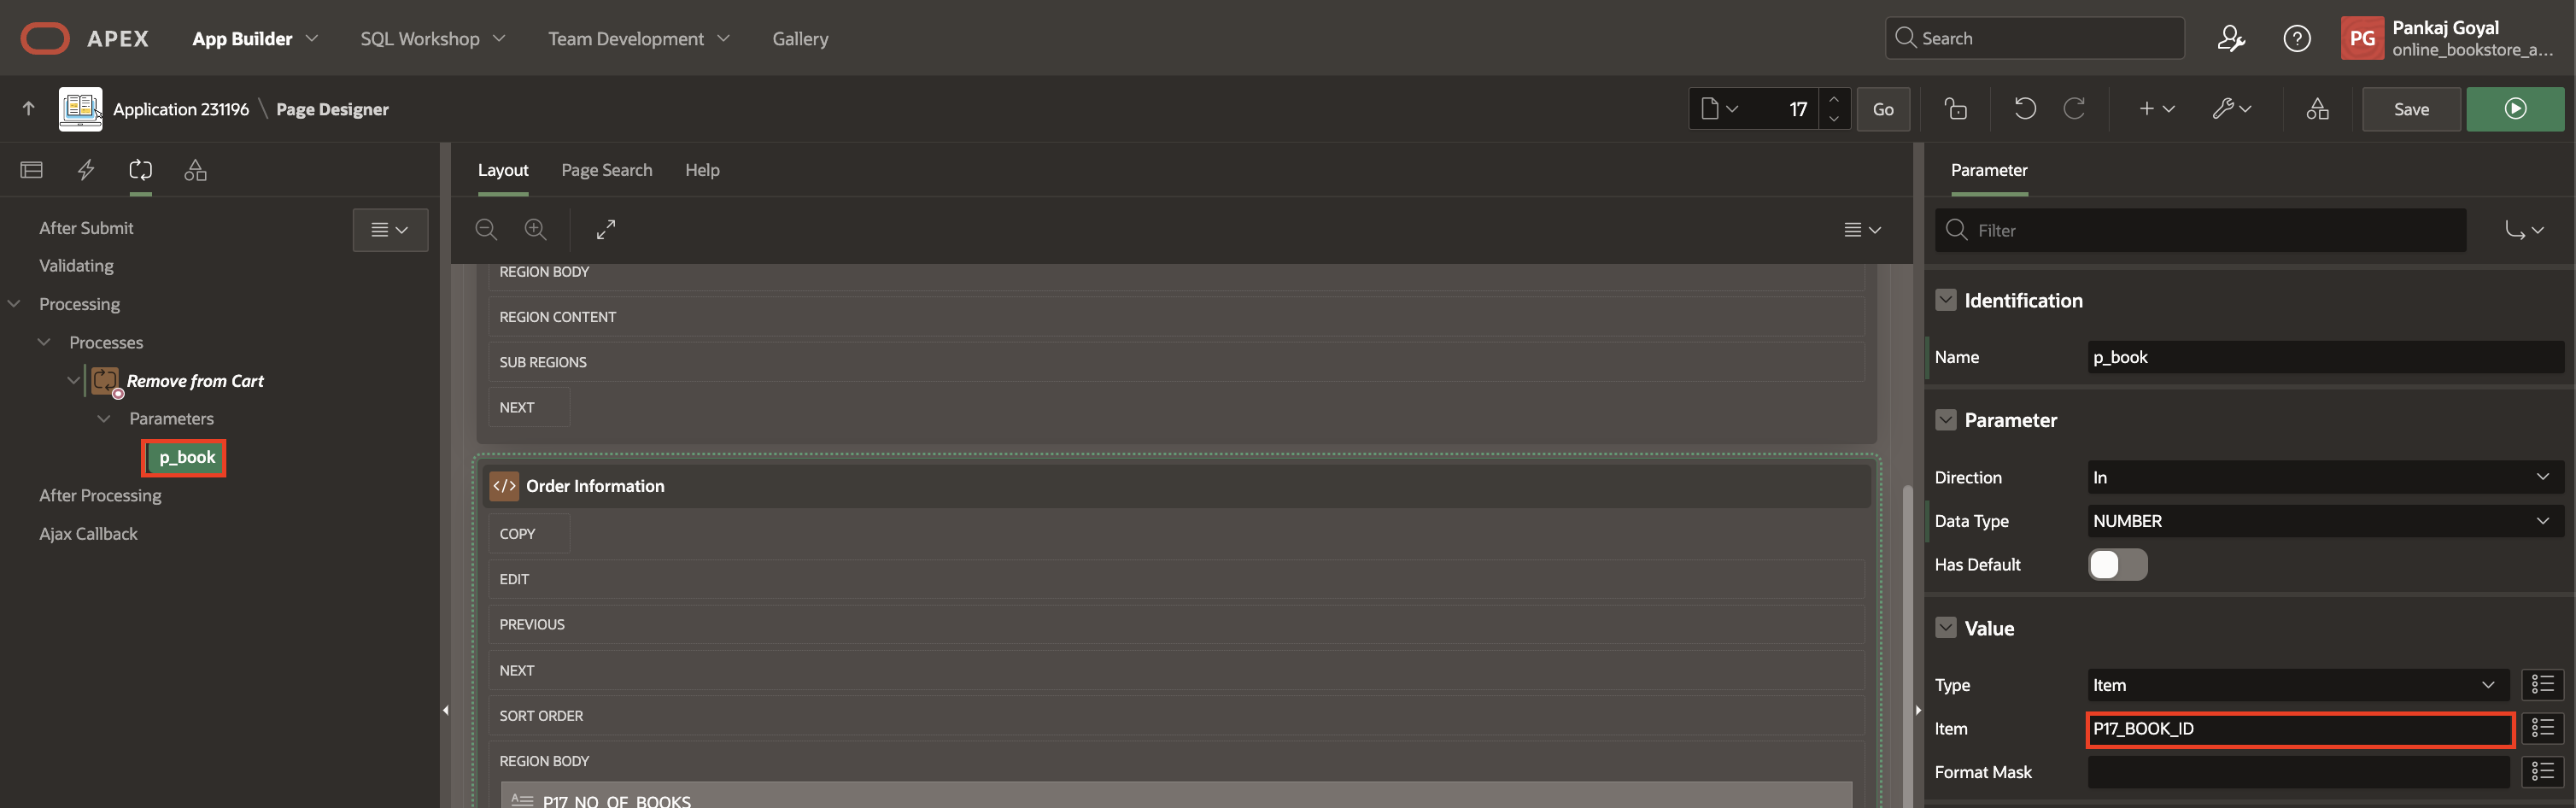 APEX App Builder SQL Workshop Team Development Gallery Search PG Pankaj Goyal
online_bookstore_a...
Application 231196 \ Page Designer 17 Go Save
Layout Page Search Help
Parameter
After Submit
Validating
Processing
Processes
Remove from Cart
Parameters
p_book
After Processing
Ajax Callback
REGION BODY
REGION CONTENT
SUB REGIONS
NEXT
</> Order Information
COPY
EDIT
PREVIOUS
NEXT
SORT ORDER
REGION BODY
P17_NO_OF_BOOKS
Filter
Identification
Name p_book
Parameter
Direction In
Data Type NUMBER
Has Default
Value
Type Item
Item P17_BOOK_ID
Format Mask